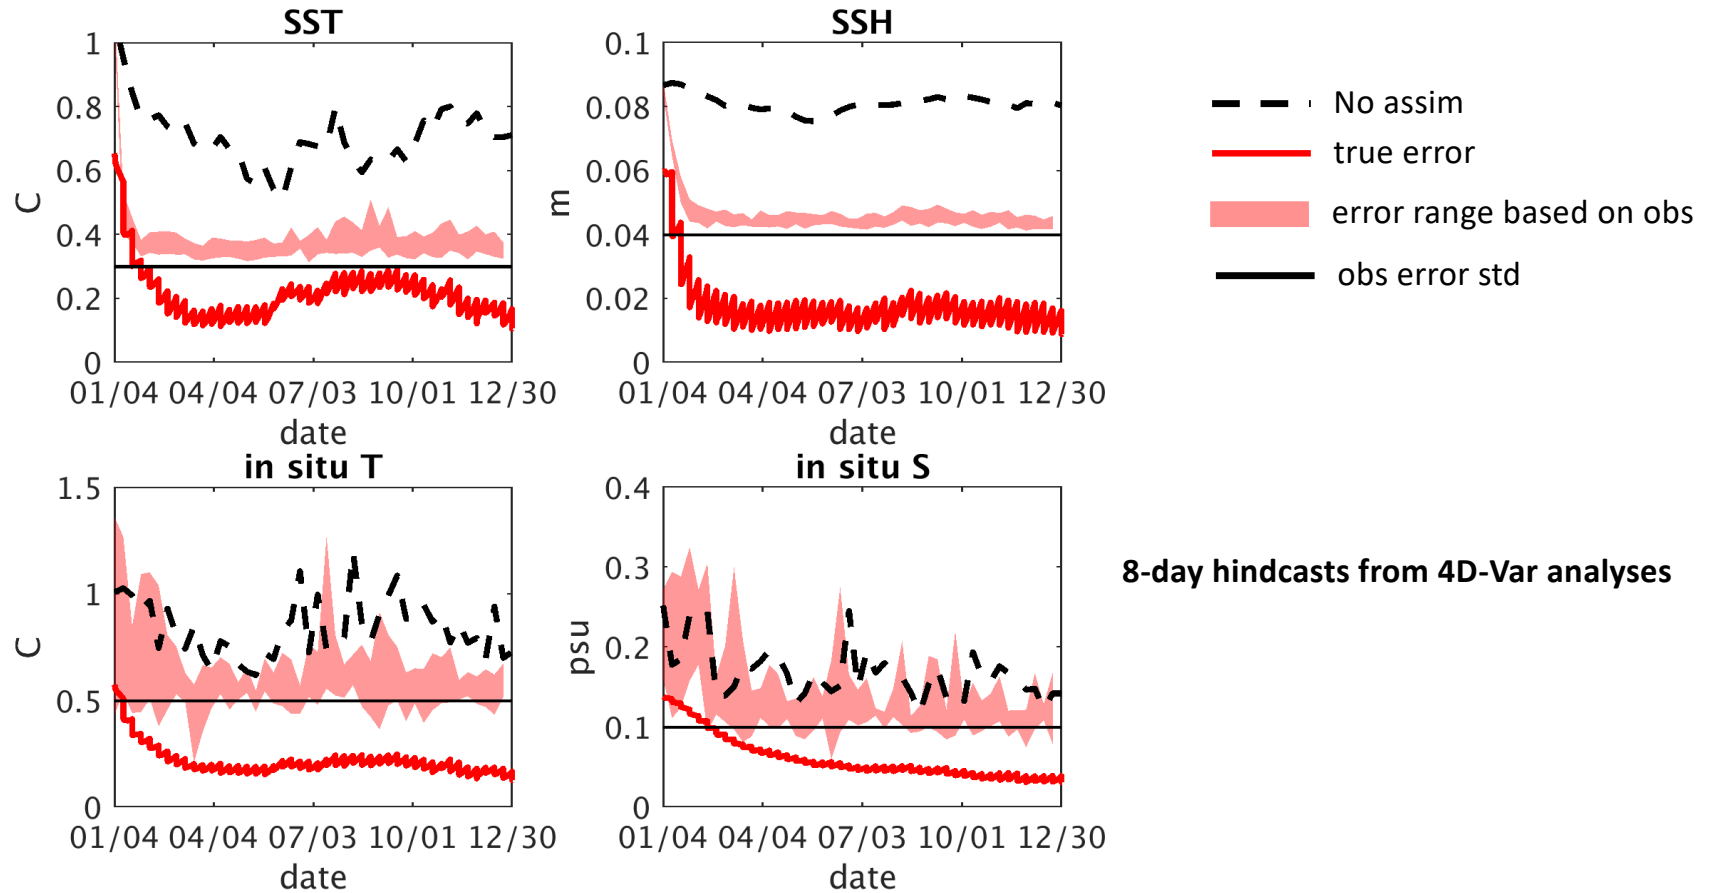 SST
1
0.8
0.6
0.4
0.2
0
C
01/04 04/04 07/03 10/01 12/30
date
SSH
0.1
0.08
0.06
0.04
0.02
0
m
01/04 04/04 07/03 10/01 12/30
date
No assim
true error
error range based on obs
obs error std
in situ T
1.5
1
0.5
0
C
01/04 04/04 07/03 10/01 12/30
date
in situ S
0.4
0.3
0.2
0.1
0
psu
01/04 04/04 07/03 10/01 12/30
date
8-day hindcasts from 4D-Var analyses